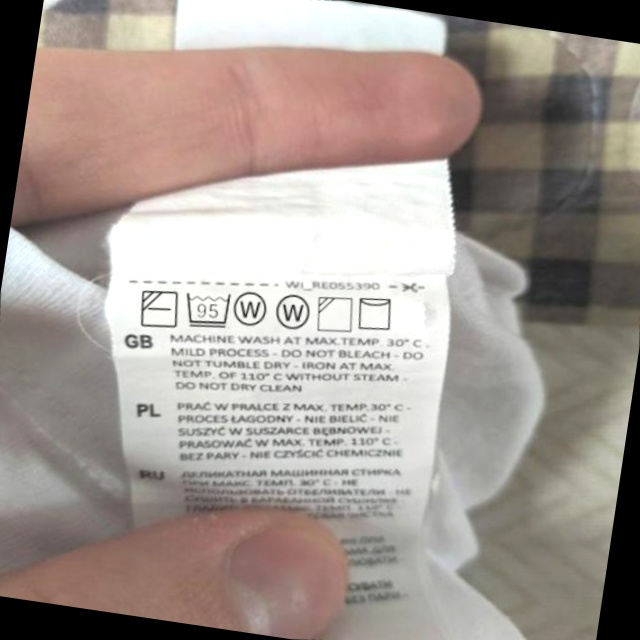 WI_RE055390
95 W W
GB MACHINE WASH AT MAX.TEMP. 30° C -
MILD PROCESS - DO NOT BLEACH - DO
NOT TUMBLE DRY - IRON AT MAX.
TEMP. OF 110° C WITHOUT STEAM -
DO NOT DRY CLEAN
PL PRAĆ W PRALCE Z MAX. TEMP.30° C -
PROCES ŁAGODNY - NIE BIELIĆ - NIE
SUSZYĆ W SUSZARCE BĘBNOWEJ -
PRASOWAĆ W MAX. TEMP. 110° C -
BEZ PARY - NIE CZYŚCIĆ CHEMICZNIE
RU ДЕЛИКАТНАЯ МАШИННАЯ СТИРКА
ПРИ МАКС. ТЕМП. 30° C - НЕ
ИСПОЛЬЗОВАТЬ ОТБЕЛИВАТЕЛИ - НЕ